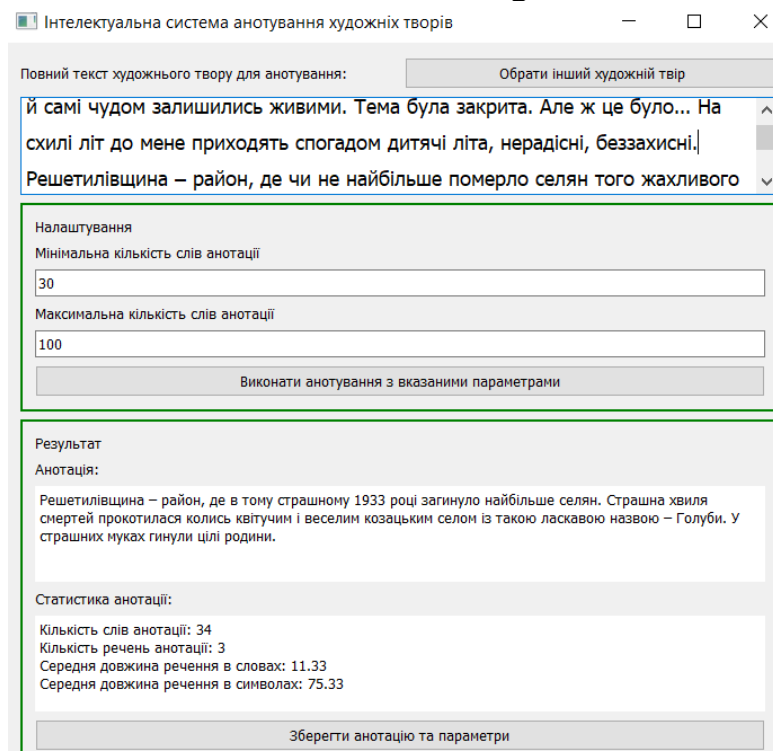 Інтелектуальна система анотування художніх творів
Повний текст художнього твору для анотування:
Обрати інший художній твір
й самі чудом залишились живими. Тема була закрита. Але ж це було... На
схилі літ до мене приходять спогадом дитячі літа, нерадісні, беззахисні.
Решетилівщина – район, де чи не найбільше померло селян того жахливого
Налаштування
Мінімальна кількість слів анотації
30
Максимальна кількість слів анотації
100
Виконати анотування з вказаними параметрами
Результат
Анотація:
Решетилівщина – район, де в тому страшному 1933 році загинуло найбільше селян. Страшна хвиля
смертей прокотилася колись квітучим і веселим козацьким селом із такою ласкавою назвою – Голуби. У
страшних муках гинули цілі родини.
Статистика анотації:
Кількість слів анотації: 34
Кількість речень анотації: 3
Середня довжина речення в словах: 11.33
Середня довжина речення в символах: 75.33
Зберегти анотацію та параметри